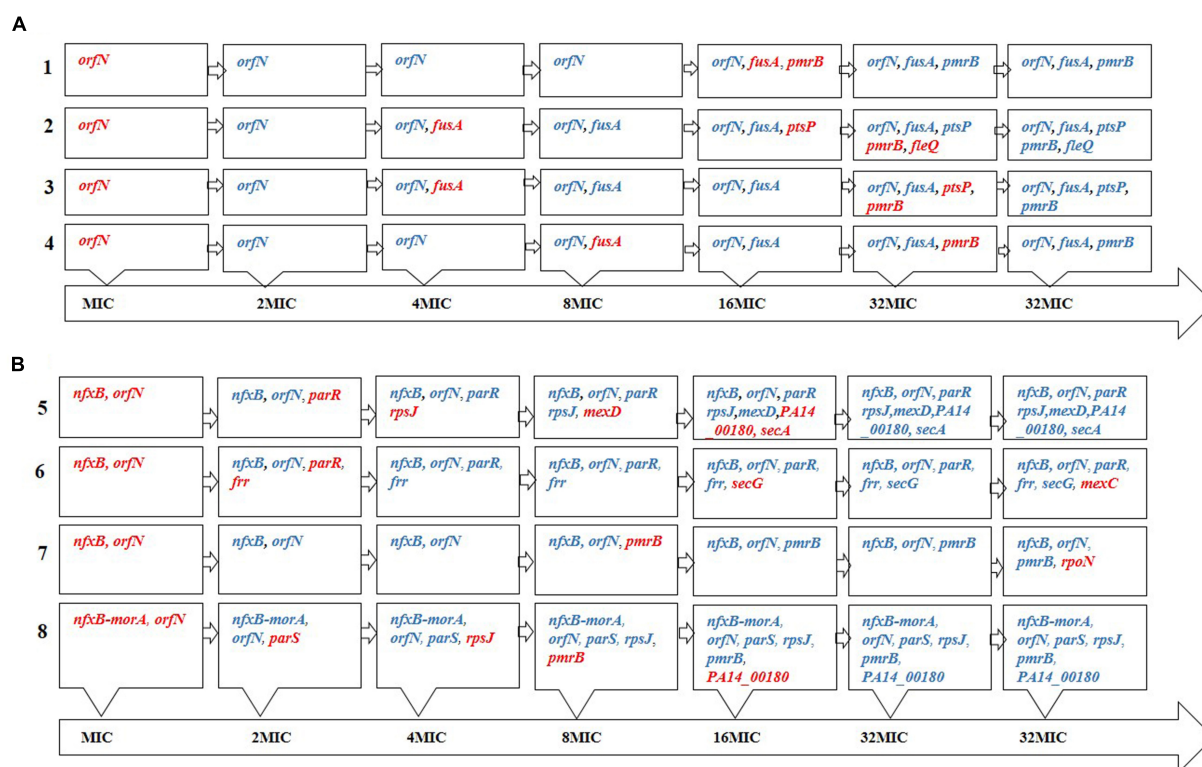 A
1
orfN
orfN
orfN
orfN
orfN, fusA, pmrB
orfN, fusA, pmrB
orfN, fusA, pmrB
2
orfN
orfN
orfN, fusA
orfN, fusA
orfN, fusA, ptsP
orfN, fusA, ptsP
pmrB, fleQ
orfN, fusA, ptsP
pmrB, fleQ
3
orfN
orfN
orfN, fusA
orfN, fusA
orfN, fusA
orfN, fusA, ptsP,
pmrB
orfN, fusA, ptsP,
pmrB
4
orfN
orfN
orfN
orfN, fusA
orfN, fusA
orfN, fusA, pmrB
orfN, fusA, pmrB
MIC 2MIC 4MIC 8MIC 16MIC 32MIC 32MIC
B
5
nfxB, orfN
nfxB, orfN, parR
nfxB, orfN, parR
rpsJ
nfxB, orfN, parR
rpsJ, mexD
nfxB, orfN, parR
rpsJ,mexD,PA14
_00180, secA
nfxB, orfN, parR
rpsJ,mexD,PA14
_00180, secA
nfxB, orfN, parR
rpsJ,mexD,PA14
_00180, secA
6
nfxB, orfN
nfxB, orfN, parR,
frr
nfxB, orfN, parR,
frr
nfxB, orfN, parR,
frr
nfxB, orfN, parR,
frr, secG
nfxB, orfN, parR,
frr, secG
nfxB, orfN, parR,
frr, secG, mexC
7
nfxB, orfN
nfxB, orfN
nfxB, orfN
nfxB, orfN, pmrB
nfxB, orfN, pmrB
nfxB, orfN, pmrB
nfxB, orfN,
pmrB, rpoN
8
nfxB-morA, orfN
nfxB-morA,
orfN, parS
nfxB-morA,
orfN, parS, rpsJ
nfxB-morA,
orfN, parS, rpsJ,
pmrB
nfxB-morA,
orfN, parS, rpsJ,
pmrB,
PA14_00180
nfxB-morA,
orfN, parS, rpsJ,
pmrB,
PA14_00180
nfxB-morA,
orfN, parS, rpsJ,
pmrB,
PA14_00180
MIC 2MIC 4MIC 8MIC 16MIC 32MIC 32MIC